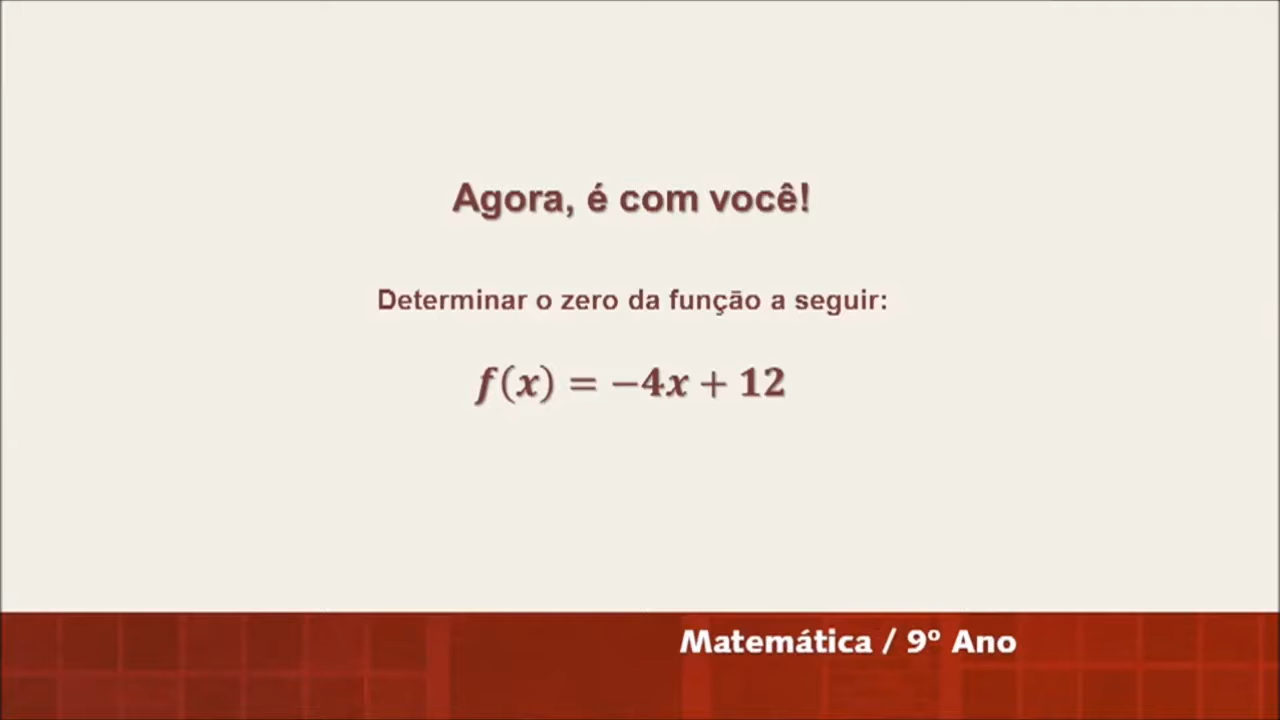 Agora, é com você!
Determinar o zero da função a seguir:
f(x) = −4x + 12
Matemática / 9º Ano